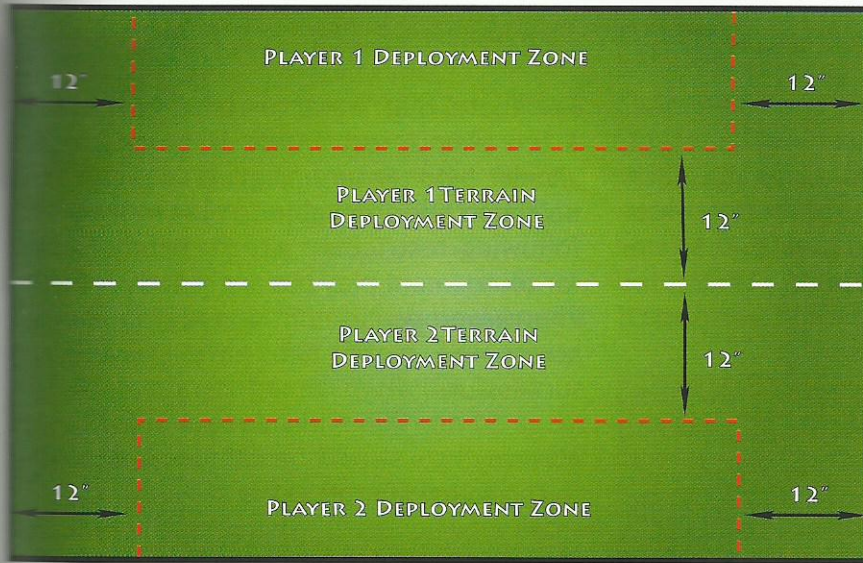 Player 1 Deployment Zone
12"
12"
Player 1Terrain
Deployment Zone
12"
Player 2Terrain
Deployment Zone
12"
12"
12"
Player 2 Deployment Zone